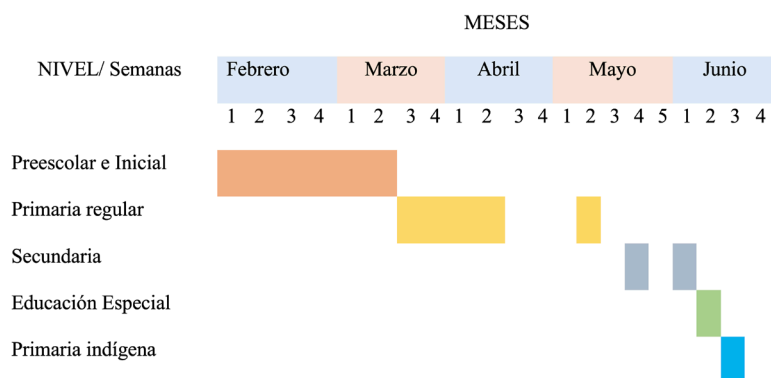 MESES
NIVEL/ Semanas Febrero Marzo Abril Mayo Junio
1 2 3 4 1 2 3 4 1 2 3 4 1 2 3 4 5 1 2 3 4
Preescolar e Inicial
Primaria regular
Secundaria
Educación Especial
Primaria indígena